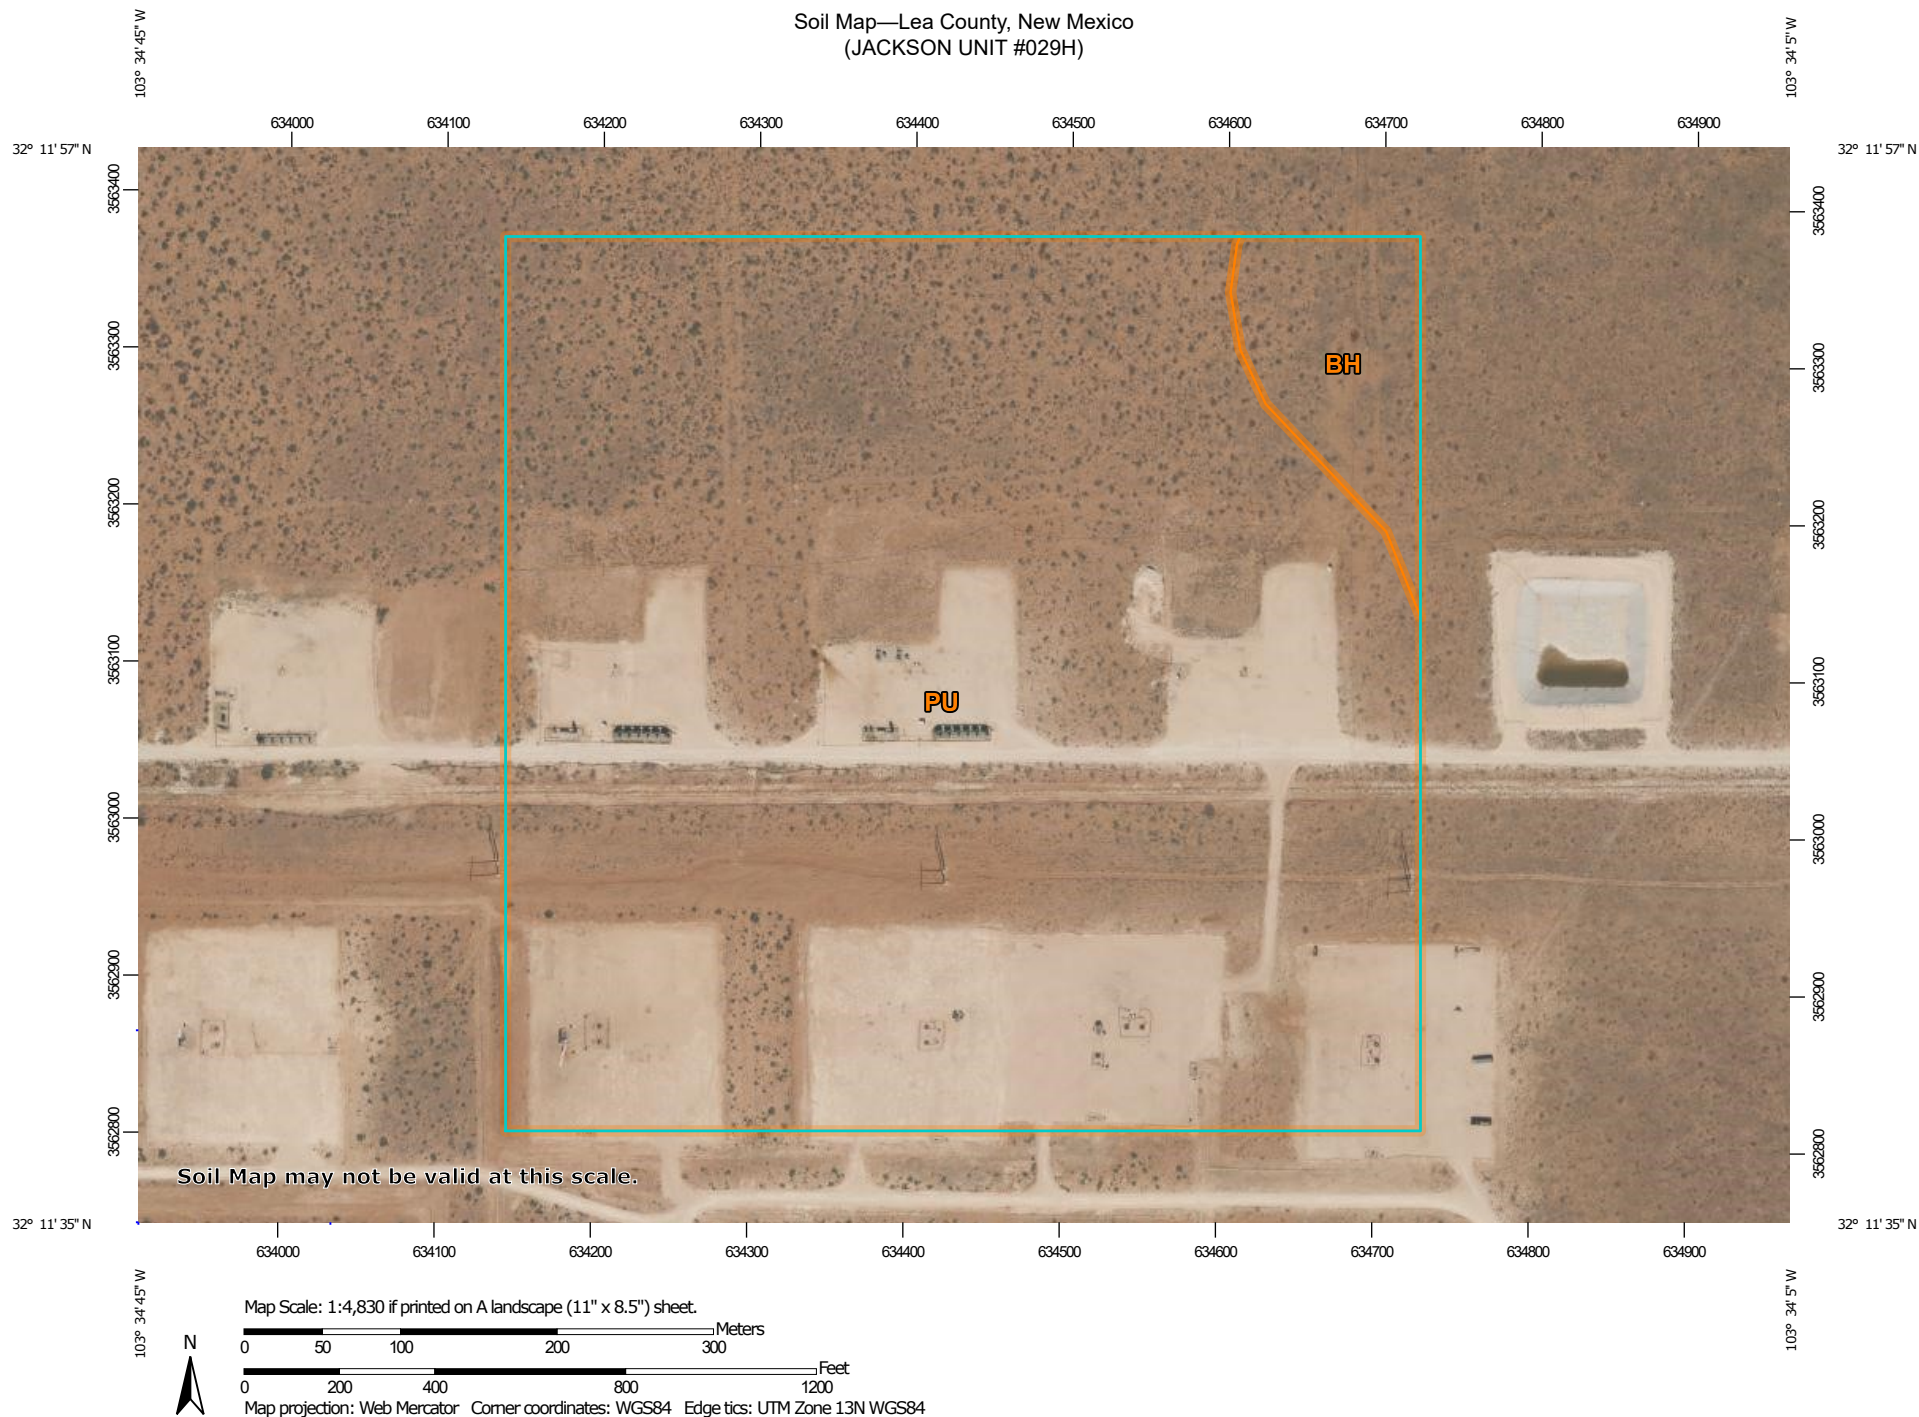 Soil Map—Lea County, New Mexico
(JACKSON UNIT #029H)
103° 34' 45" W
103° 34' 5" W
634000 634100 634200 634300 634400 634500 634600 634700 634800 634900
32° 11' 57" N
32° 11' 57" N
3563400
3563400
3563300
3563300
BH
3563200
3563200
3563100
3563100
PU
3563000
3563000
3562900
3562900
3562800
3562800
Soil Map may not be valid at this scale.
32° 11' 35" N
32° 11' 35" N
634000 634100 634200 634300 634400 634500 634600 634700 634800 634900
103° 34' 45" W
103° 34' 5" W
Map Scale: 1:4,830 if printed on A landscape (11" x 8.5") sheet.
Meters
0 50 100 200 300
N
Feet
0 200 400 800 1200
Map projection: Web Mercator Corner coordinates: WGS84 Edge tics: UTM Zone 13N WGS84